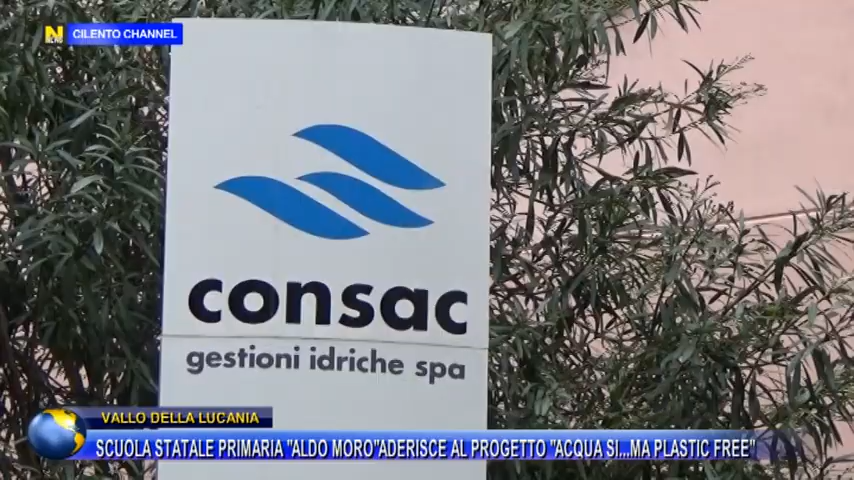 N
NEWS
CILENTO CHANNEL
consac
gestioni idriche spa
VALLO DELLA LUCANIA
SCUOLA STATALE PRIMARIA "ALDO MORO"ADERISCE AL PROGETTO "ACQUA SI...MA PLASTIC FREE"